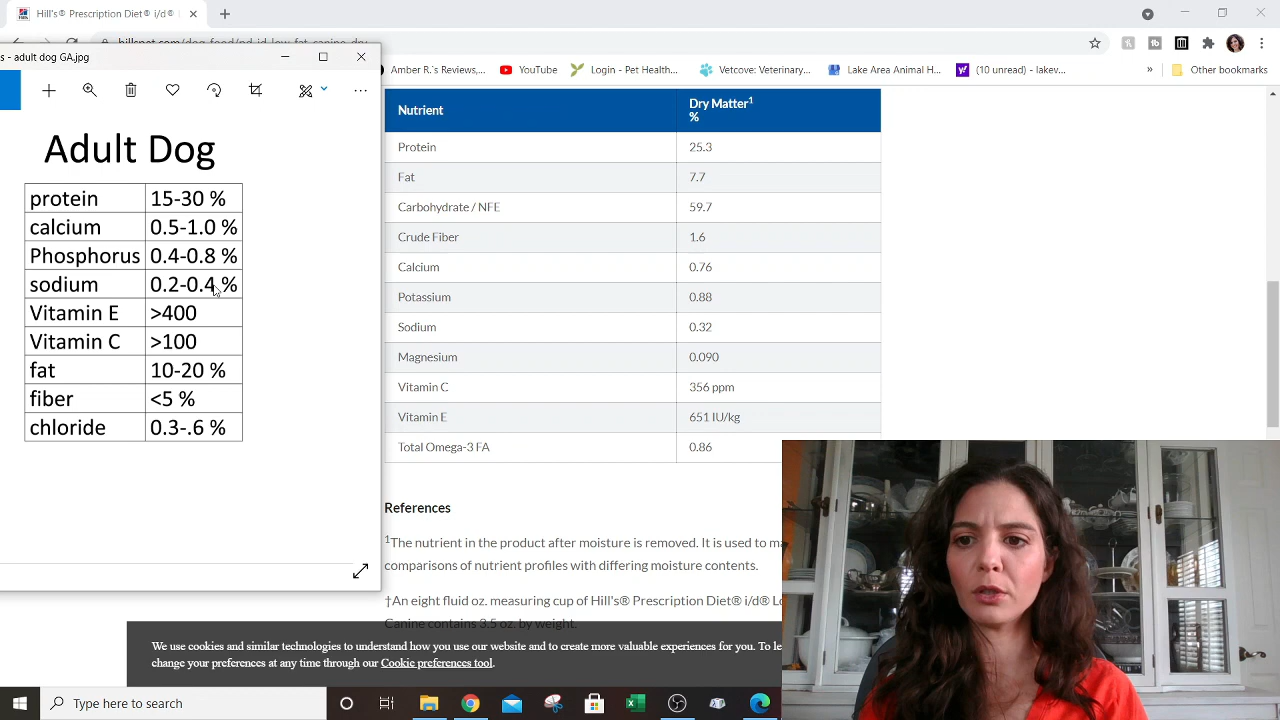 Hill's® Prescription Diet® i/d®
- adult dog GA.jpg
Amber R.'s Reviews,...
YouTube
Login - Pet Health...
Vetcove: Veterinary...
Lake Area Animal H...
(10 unread) - lakev...
»
Other bookmarks
Adult Dog
protein 15-30 %
calcium 0.5-1.0 %
Phosphorus 0.4-0.8 %
sodium 0.2-0.4 %
Vitamin E >400
Vitamin C >100
fat 10-20 %
fiber <5 %
chloride 0.3-.6 %
Nutrient Dry Matter1
%
Protein 25.3
Fat 7.7
Carbohydrate / NFE 59.7
Crude Fiber 1.6
Calcium 0.76
Potassium 0.88
Sodium 0.32
Magnesium 0.090
Vitamin C 356 ppm
Vitamin E 651 IU/kg
Total Omega-3 FA 0.86
References
1The nutrient in the product after moisture is removed. It is used to
comparisons of nutrient profiles with differing moisture contents.
†An eight fluid oz. measuring cup of Hill's® Prescription Diet® i/d®
Canine contains 3.5 oz. by weight.
We use cookies and similar technologies to understand how you use our website and to create more valuable experiences for you. To
change your preferences at any time through our Cookie preferences tool.
Type here to search